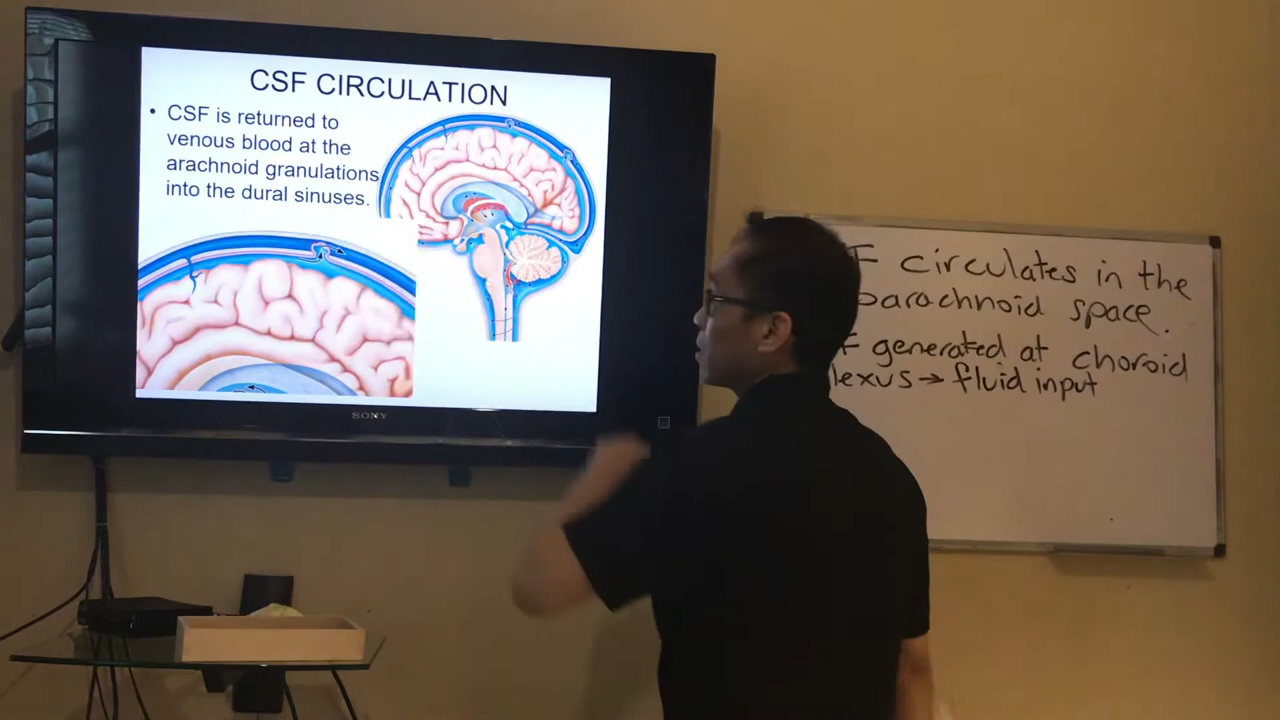 CSF CIRCULATION
• CSF is returned to
venous blood at the
arachnoid granulations
into the dural sinuses.
SONY
F circulates in the
parachnoid space.
F generated at choroid
lexus → fluid input